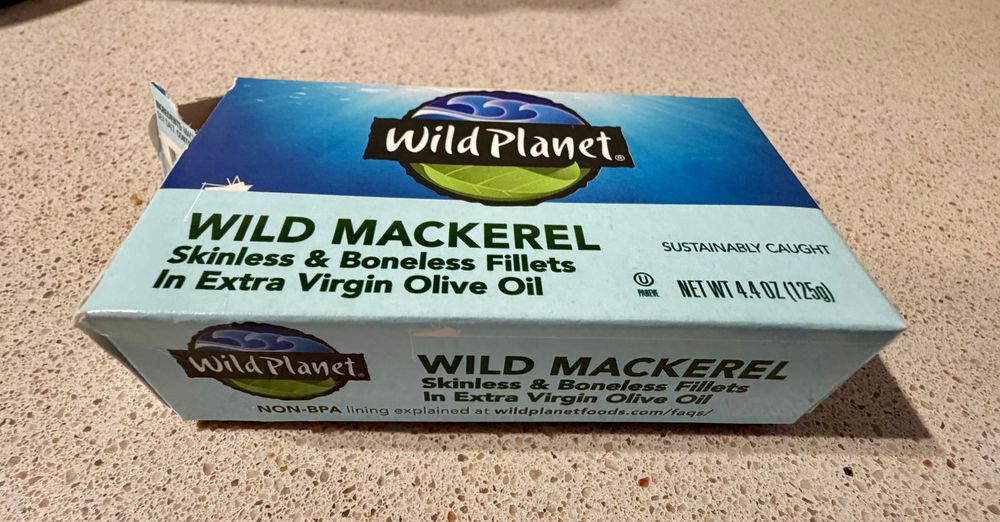 Wild Planet®
WILD MACKEREL
Skinless & Boneless Fillets
In Extra Virgin Olive Oil
SUSTAINABLY CAUGHT
U
PAREVE
NET WT 4.4 OZ (125g)
Wild Planet®
WILD MACKEREL
Skinless & Boneless Fillets
In Extra Virgin Olive Oil
NON-BPA lining explained at wildplanetfoods.com/faqs/